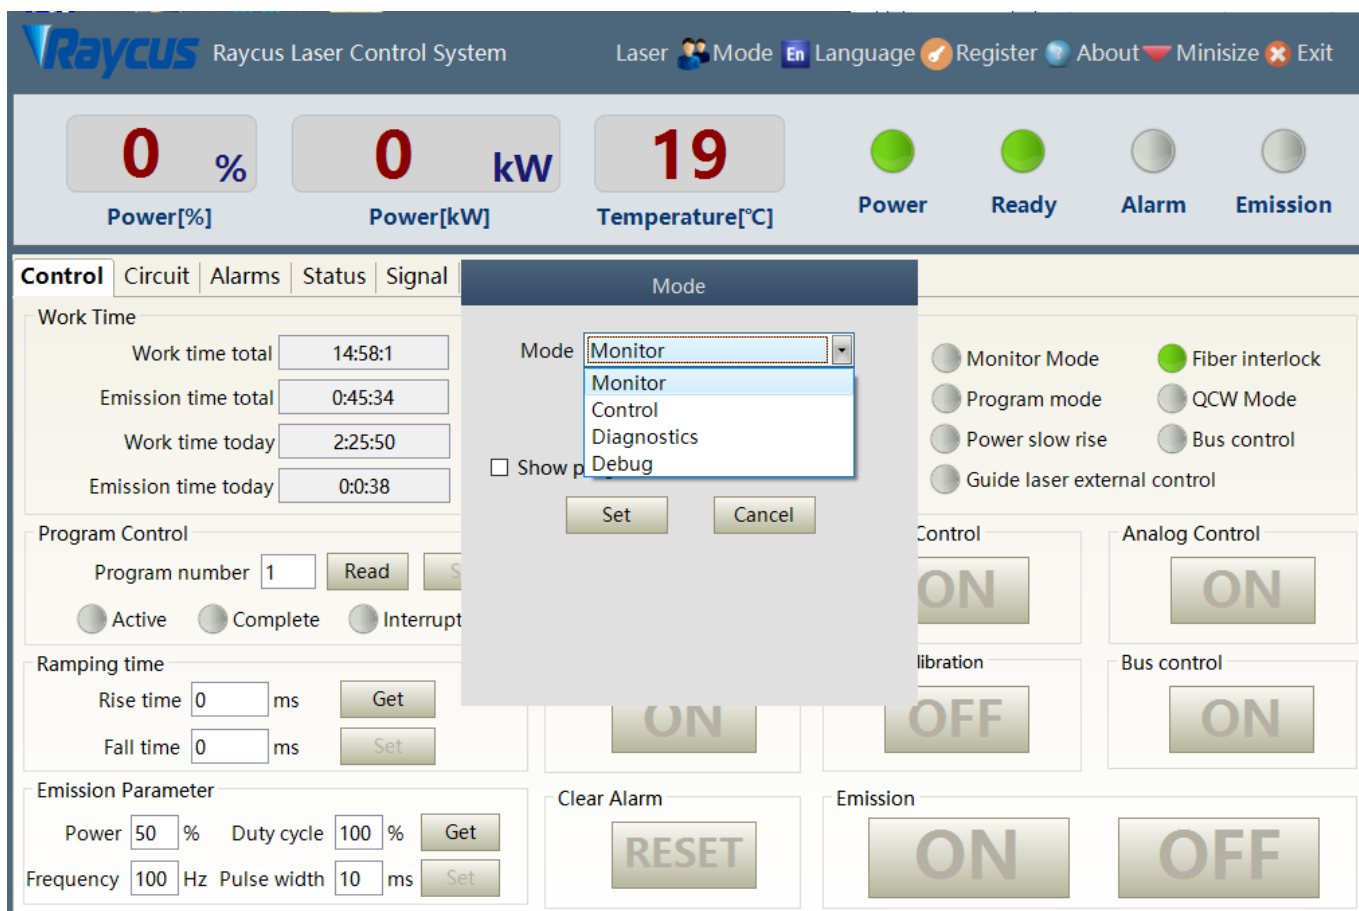 Raycus Raycus Laser Control System Laser Mode En Language Register About Minisize Exit
0 % 0 kW 19
Power[%] Power[kW] Temperature[℃] Power Ready Alarm Emission
Control Circuit Alarms Status Signal
Mode
Work Time
Work time total 14:58:1
Emission time total 0:45:34
Work time today 2:25:50
Emission time today 0:0:38
Mode Monitor
Monitor
Control
Diagnostics
Debug
Show
Set Cancel
Monitor Mode Fiber interlock
Program mode QCW Mode
Power slow rise Bus control
Guide laser external control
Program Control
Program number 1 Read
Active Complete Interrupt
Control
ON
Analog Control
ON
Ramping time
Rise time 0 ms Get
Fall time 0 ms Set
ON
libration
OFF
Bus control
ON
Emission Parameter
Power 50 % Duty cycle 100 % Get
Frequency 100 Hz Pulse width 10 ms Set
Clear Alarm
RESET
Emission
ON OFF